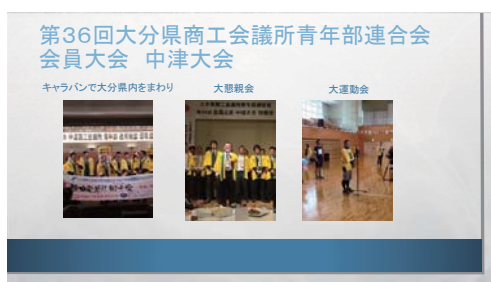 第36回大分県商工会議所青年部連合会
会員大会 中津大会
キャラバンで大分県内をまわり
大懇親会
大運動会